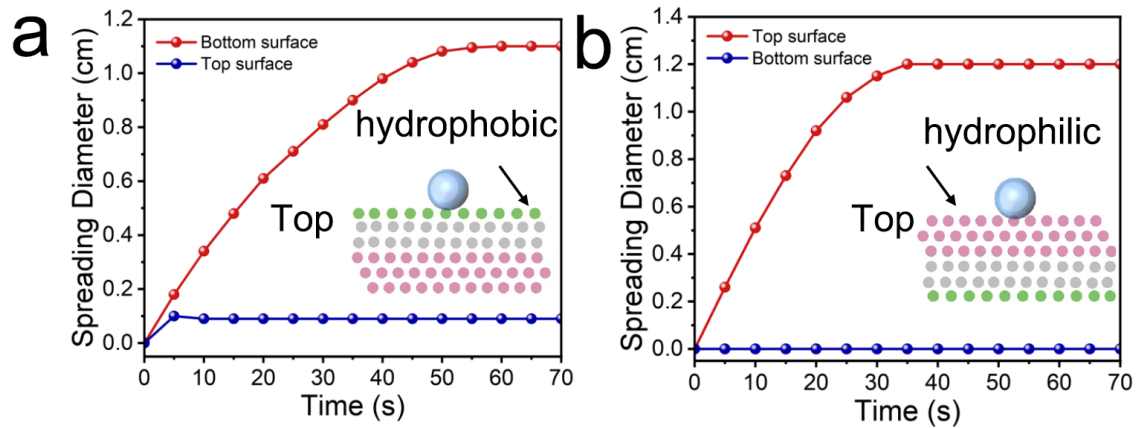 a
Spreading Diameter (cm)
1.2
1.0
0.8
0.6
0.4
0.2
0.0
Bottom surface
Top surface
hydrophobic
Top
0 10 20 30 40 50 60 70
Time (s)
b
Spreading Diameter (cm)
1.4
1.2
1.0
0.8
0.6
0.4
0.2
0.0
Top surface
Bottom surface
hydrophilic
Top
0 10 20 30 40 50 60 70
Time (s)